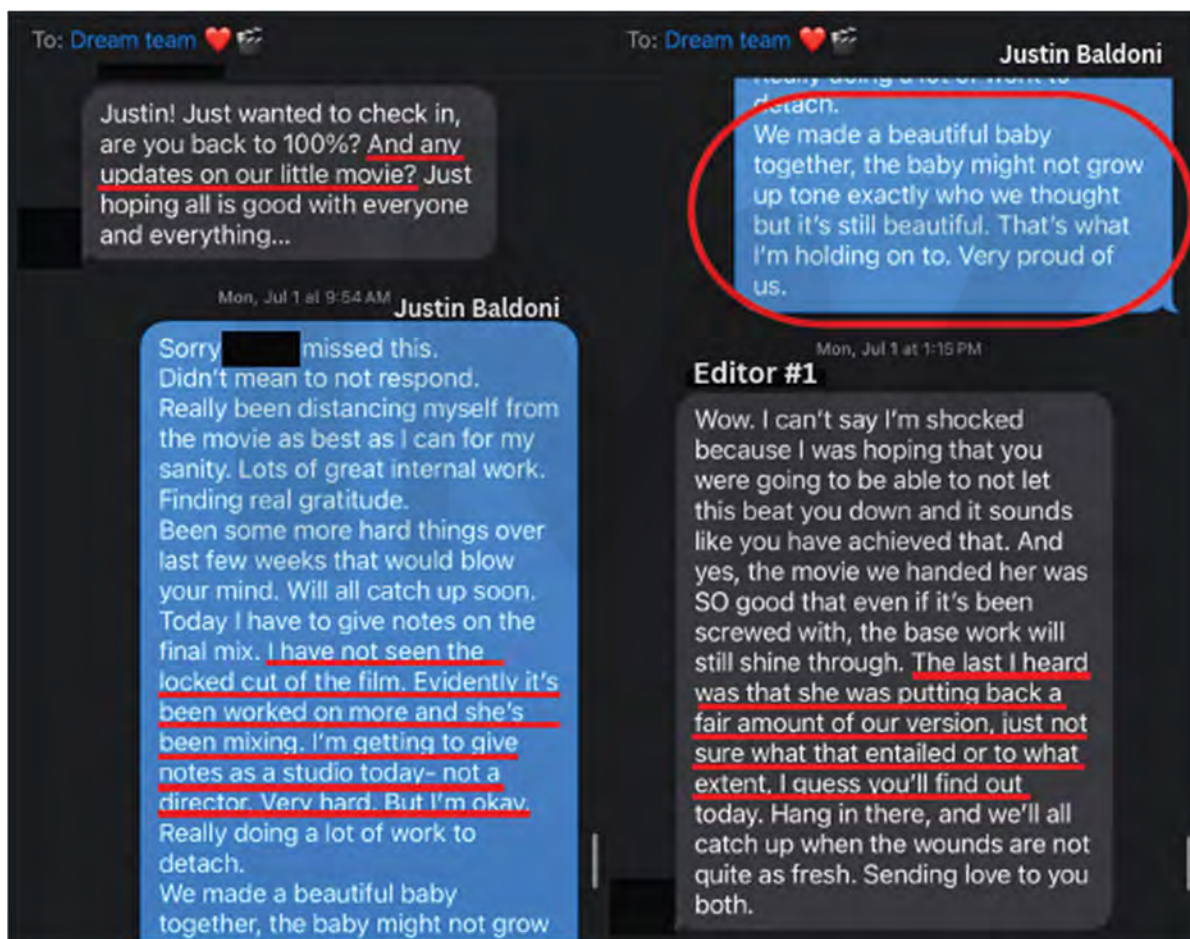 To: Dream team ❤️🎬
Justin! Just wanted to check in,
are you back to 100%? And any
updates on our little movie? Just
hoping all is good with everyone
and everything...
Mon, Jul 1 at 9:54 AM
Justin Baldoni
Sorry missed this.
Didn't mean to not respond.
Really been distancing myself from
the movie as best as I can for my
sanity. Lots of great internal work.
Finding real gratitude.
Been some more hard things over
last few weeks that would blow
your mind. Will all catch up soon.
Today I have to give notes on the
final mix. I have not seen the
locked cut of the film. Evidently it's
been worked on more and she's
been mixing. I'm getting to give
notes as a studio today- not a
director. Very hard. But I'm okay.
Really doing a lot of work to
detach.
We made a beautiful baby
together, the baby might not grow
To: Dream team ❤️🎬
Justin Baldoni
Really doing a lot of work to
detach.
We made a beautiful baby
together, the baby might not grow
up tone exactly who we thought
but it's still beautiful. That's what
I'm holding on to. Very proud of
us.
Mon, Jul 1 at 1:15 PM
Editor #1
Wow. I can't say I'm shocked
because I was hoping that you
were going to be able to not let
this beat you down and it sounds
like you have achieved that. And
yes, the movie we handed her was
SO good that even if it's been
screwed with, the base work will
still shine through. The last I heard
was that she was putting back a
fair amount of our version, just not
sure what that entailed or to what
extent. I guess you'll find out
today. Hang in there, and we'll all
catch up when the wounds are not
quite as fresh. Sending love to you
both.